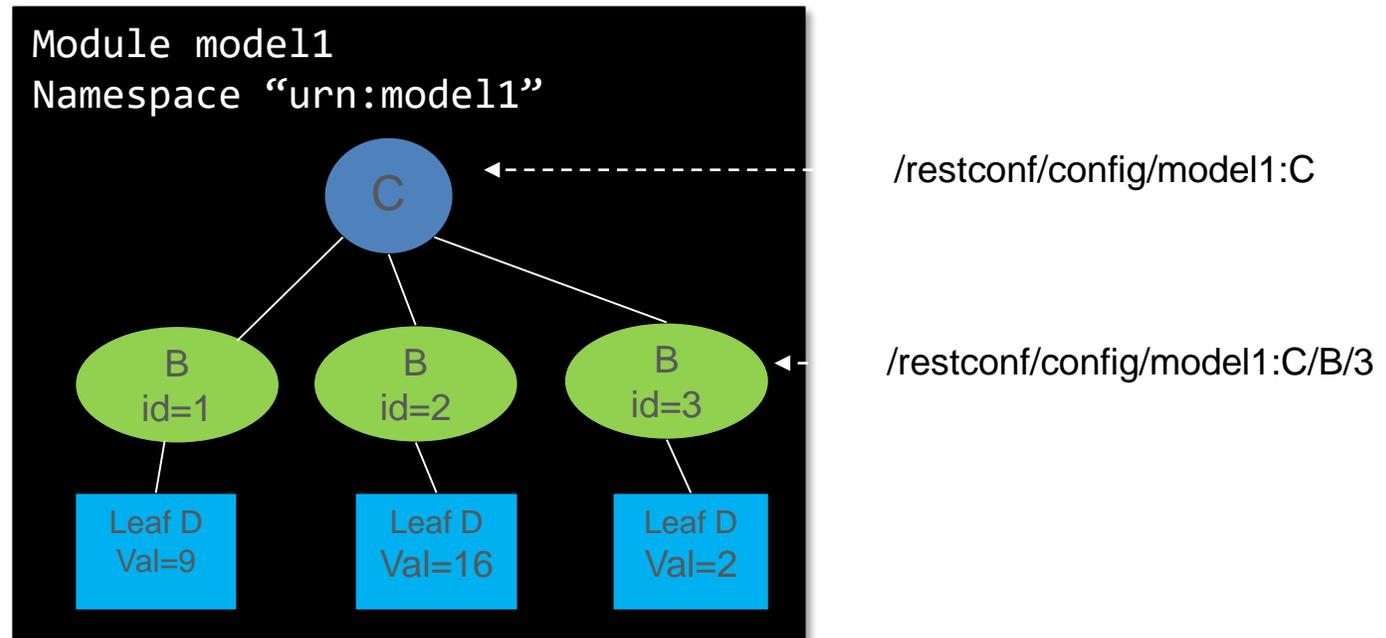 Module model1
Namespace “urn:model1”
C
/restconf/config/model1:C
B
id=1
B
id=2
B
id=3
/restconf/config/model1:C/B/3
Leaf D
Val=9
Leaf D
Val=16
Leaf D
Val=2